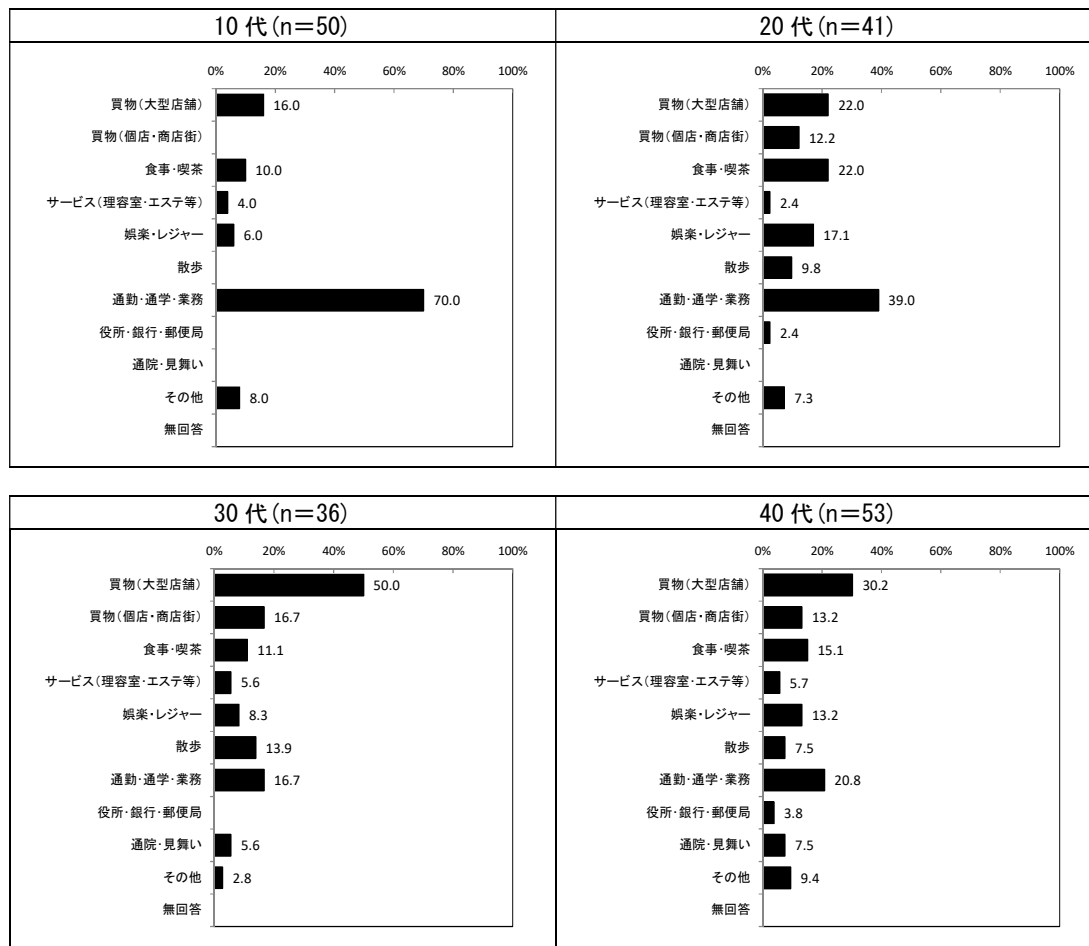 10 代(n＝50)
0% 20% 40% 60% 80% 100%
買物(大型店舗) 16.0
買物(個店・商店街)
食事・喫茶 10.0
サービス(理容室・エステ等) 4.0
娯楽・レジャー 6.0
散歩
通勤・通学・業務 70.0
役所・銀行・郵便局
通院・見舞い
その他 8.0
無回答
20 代(n＝41)
0% 20% 40% 60% 80% 100%
買物(大型店舗) 22.0
買物(個店・商店街) 12.2
食事・喫茶 22.0
サービス(理容室・エステ等) 2.4
娯楽・レジャー 17.1
散歩 9.8
通勤・通学・業務 39.0
役所・銀行・郵便局 2.4
通院・見舞い
その他 7.3
無回答
30 代(n＝36)
0% 20% 40% 60% 80% 100%
買物(大型店舗) 50.0
買物(個店・商店街) 16.7
食事・喫茶 11.1
サービス(理容室・エステ等) 5.6
娯楽・レジャー 8.3
散歩 13.9
通勤・通学・業務 16.7
役所・銀行・郵便局
通院・見舞い 5.6
その他 2.8
無回答
40 代(n＝53)
0% 20% 40% 60% 80% 100%
買物(大型店舗) 30.2
買物(個店・商店街) 13.2
食事・喫茶 15.1
サービス(理容室・エステ等) 5.7
娯楽・レジャー 13.2
散歩 7.5
通勤・通学・業務 20.8
役所・銀行・郵便局 3.8
通院・見舞い 7.5
その他 9.4
無回答